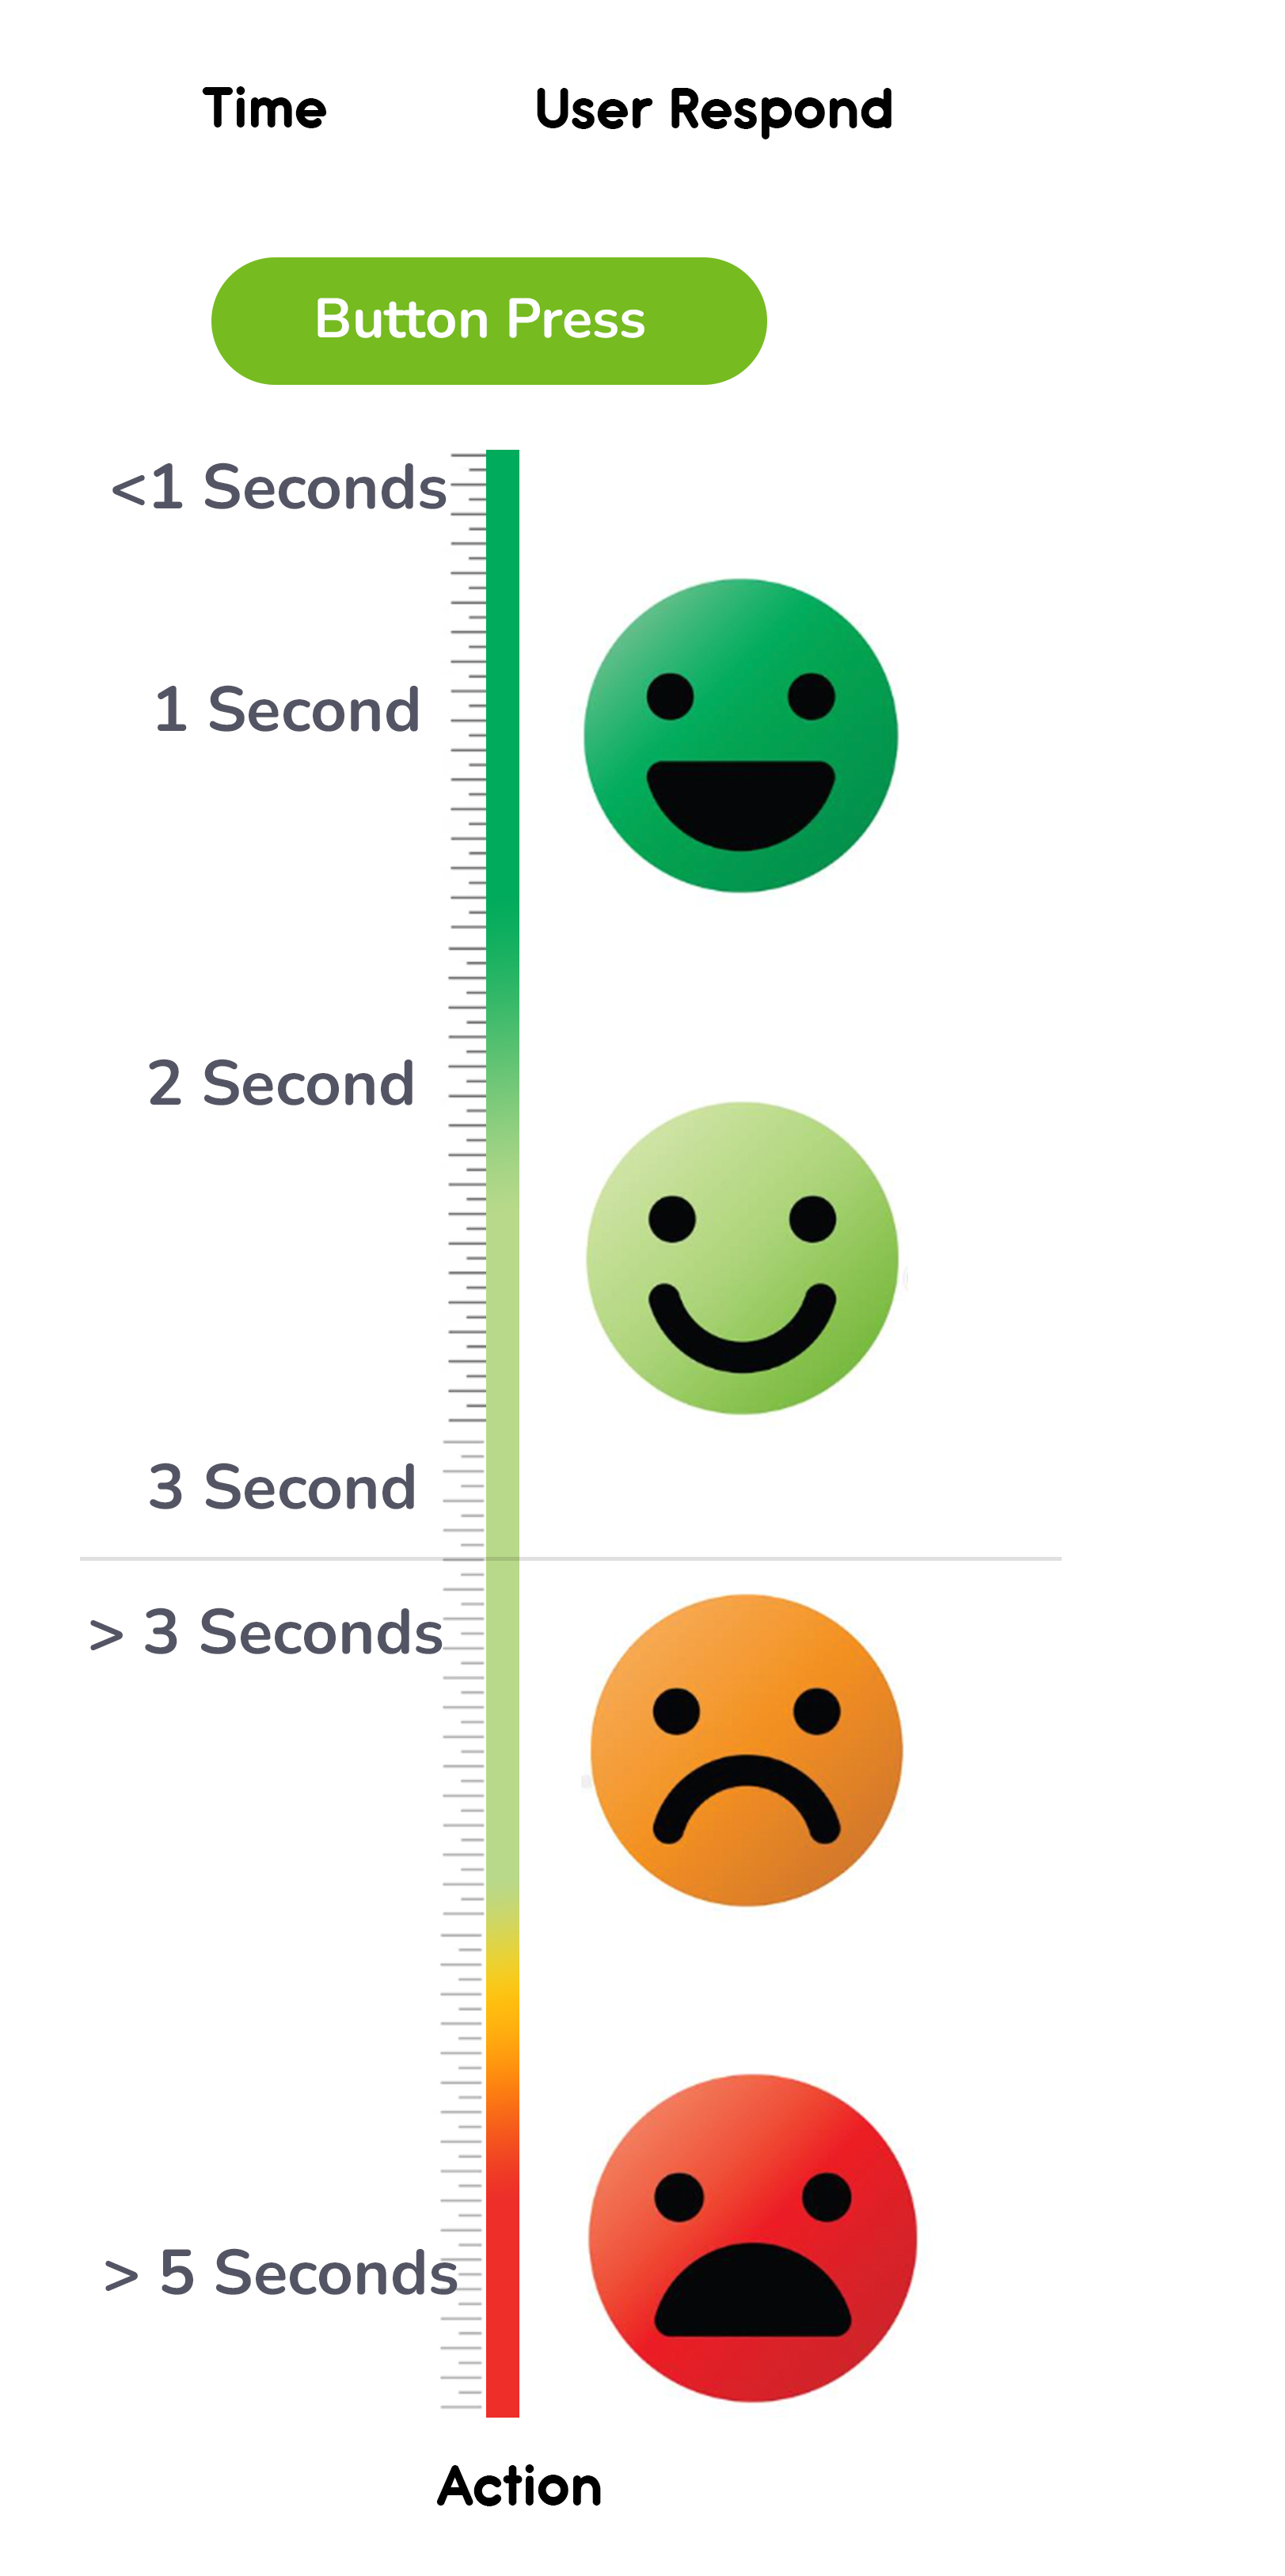 Time
User Respond
Button Press
<1 Seconds
1 Second
2 Second
3 Second
> 3 Seconds
> 5 Seconds
Action